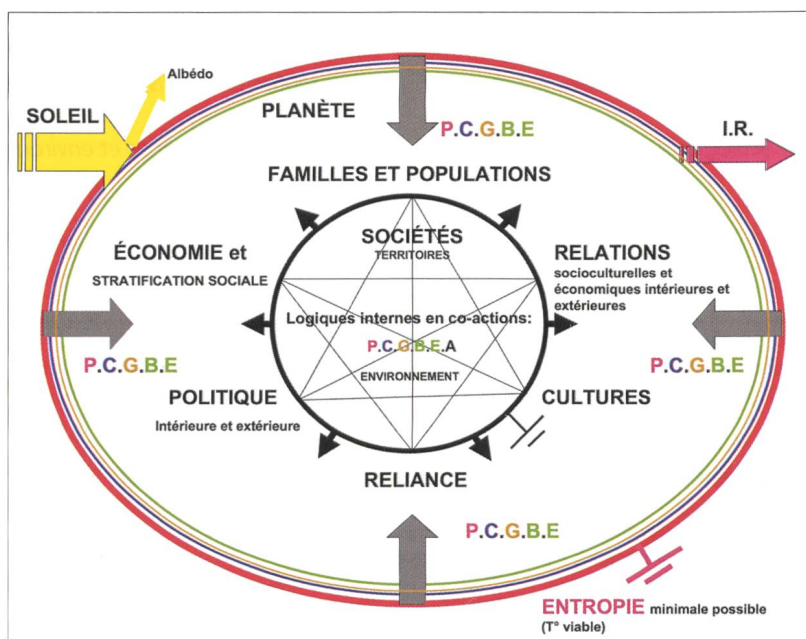 Albédo
SOLEIL
PLANÈTE
P.C.G.B.E
I.R.
FAMILLES ET POPULATIONS
SOCIÉTÉS
TERRITOIRES
ÉCONOMIE et
STRATIFICATION SOCIALE
RELATIONS
socioculturelles et
économiques intérieures et
extérieures
Logiques internes en co-actions:
P.C.G.B.E.A
ENVIRONNEMENT
P.C.G.B.E
P.C.G.B.E
POLITIQUE
Intérieure et extérieure
CULTURES
RELIANCE
P.C.G.B.E
ENTROPIE minimale possible
(T° viable)